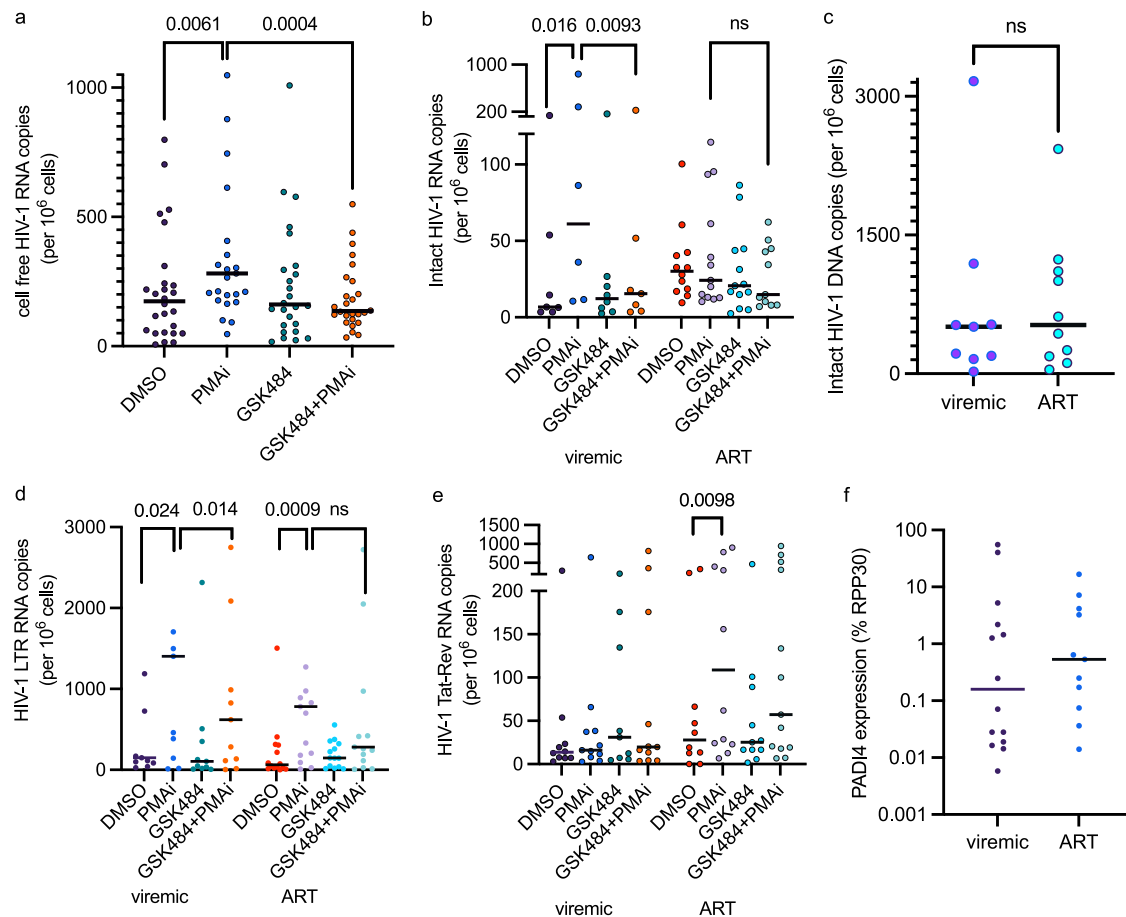 a
0.0061
0.0004
cell free HIV-1 RNA copies
(per 10⁶ cells)
1000
500
0
DMSO
PMAi
GSK484
GSK484+PMAi
b
0.016
0.0093
ns
Intact HIV-1 RNA copies
(per 10⁶ cells)
1000
200
100
50
0
DMSO
PMAi
GSK484
GSK484+PMAi
DMSO
PMAi
GSK484
GSK484+PMAi
viremic
ART
c
ns
Intact HIV-1 DNA copies (per 10⁶ cells)
3000
1500
0
viremic
ART
d
0.024
0.014
0.0009
ns
HIV-1 LTR RNA copies
(per 10⁶ cells)
3000
2000
1000
0
DMSO
PMAi
GSK484
GSK484+PMAi
DMSO
PMAi
GSK484
GSK484+PMAi
viremic
ART
e
0.0098
HIV-1 Tat-Rev RNA copies
(per 10⁶ cells)
1500
1000
500
200
150
100
50
0
DMSO
PMAi
GSK484
GSK484+PMAi
DMSO
PMAi
GSK484
GSK484+PMAi
viremic
ART
f
PADI4 expression (% RPP30)
100
10
1
0.1
0.01
0.001
viremic
ART